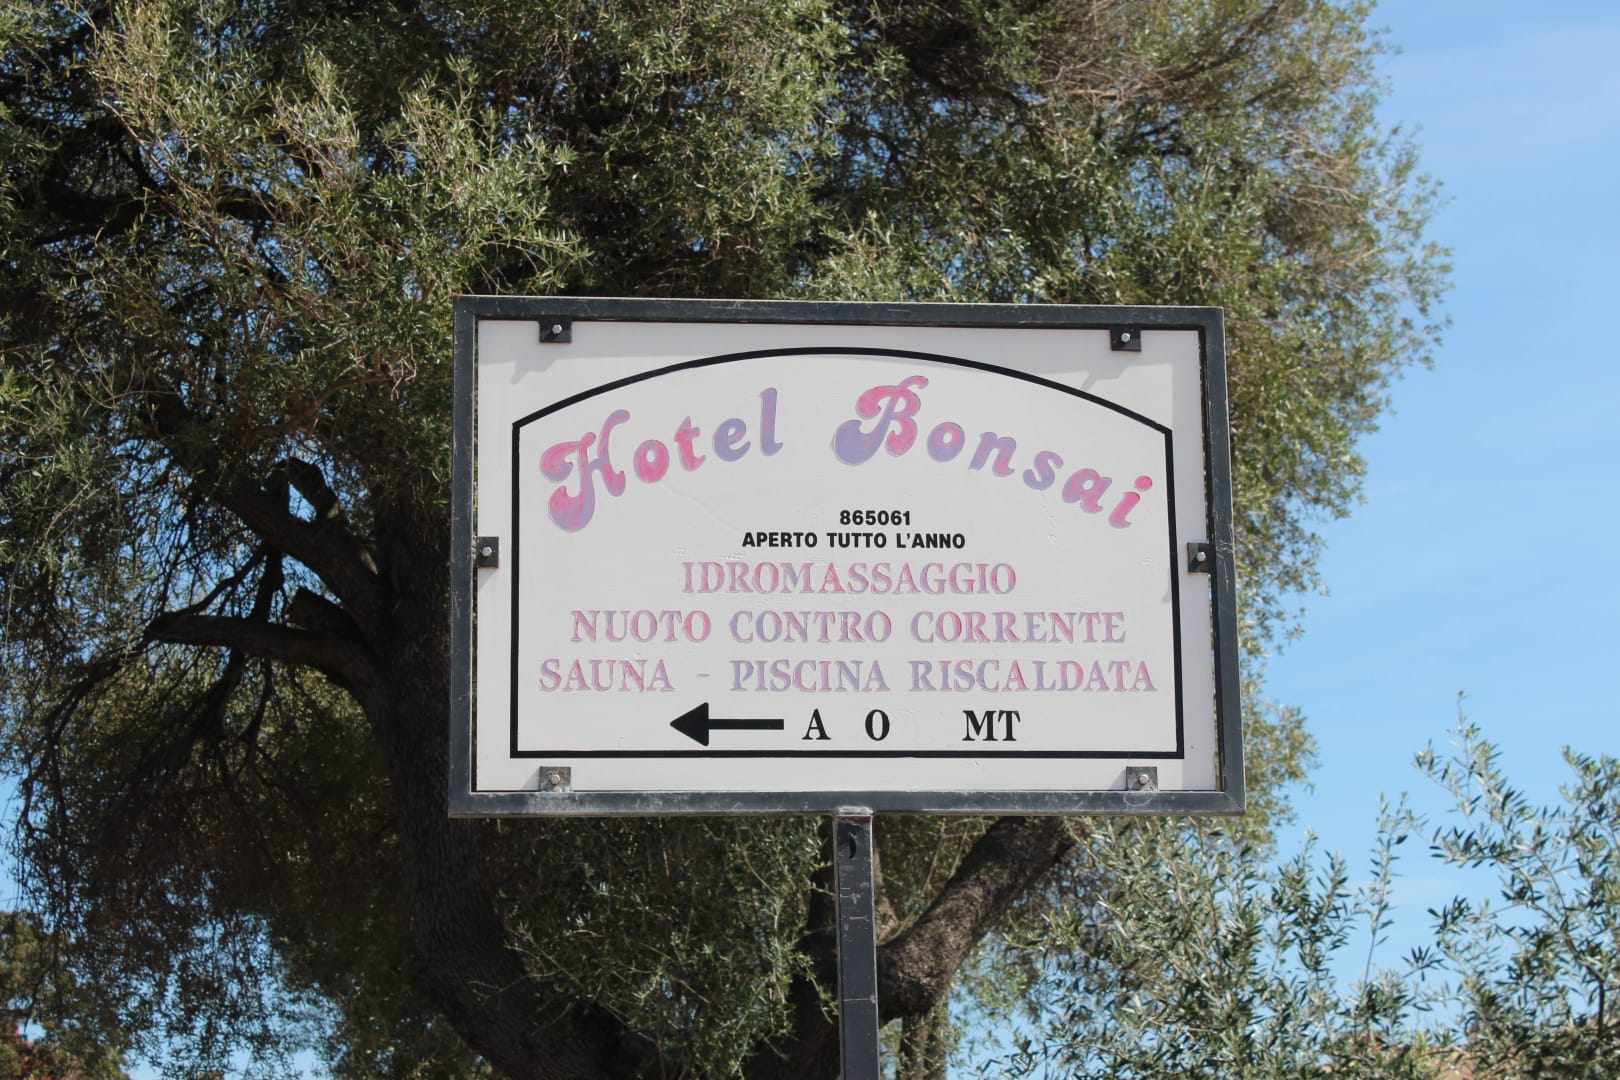 Hotel Bonsai
865061
APERTO TUTTO L'ANNO
IDROMASSAGGIO
NUOTO CONTRO CORRENTE
SAUNA - PISCINA RISCALDATA
A O MT